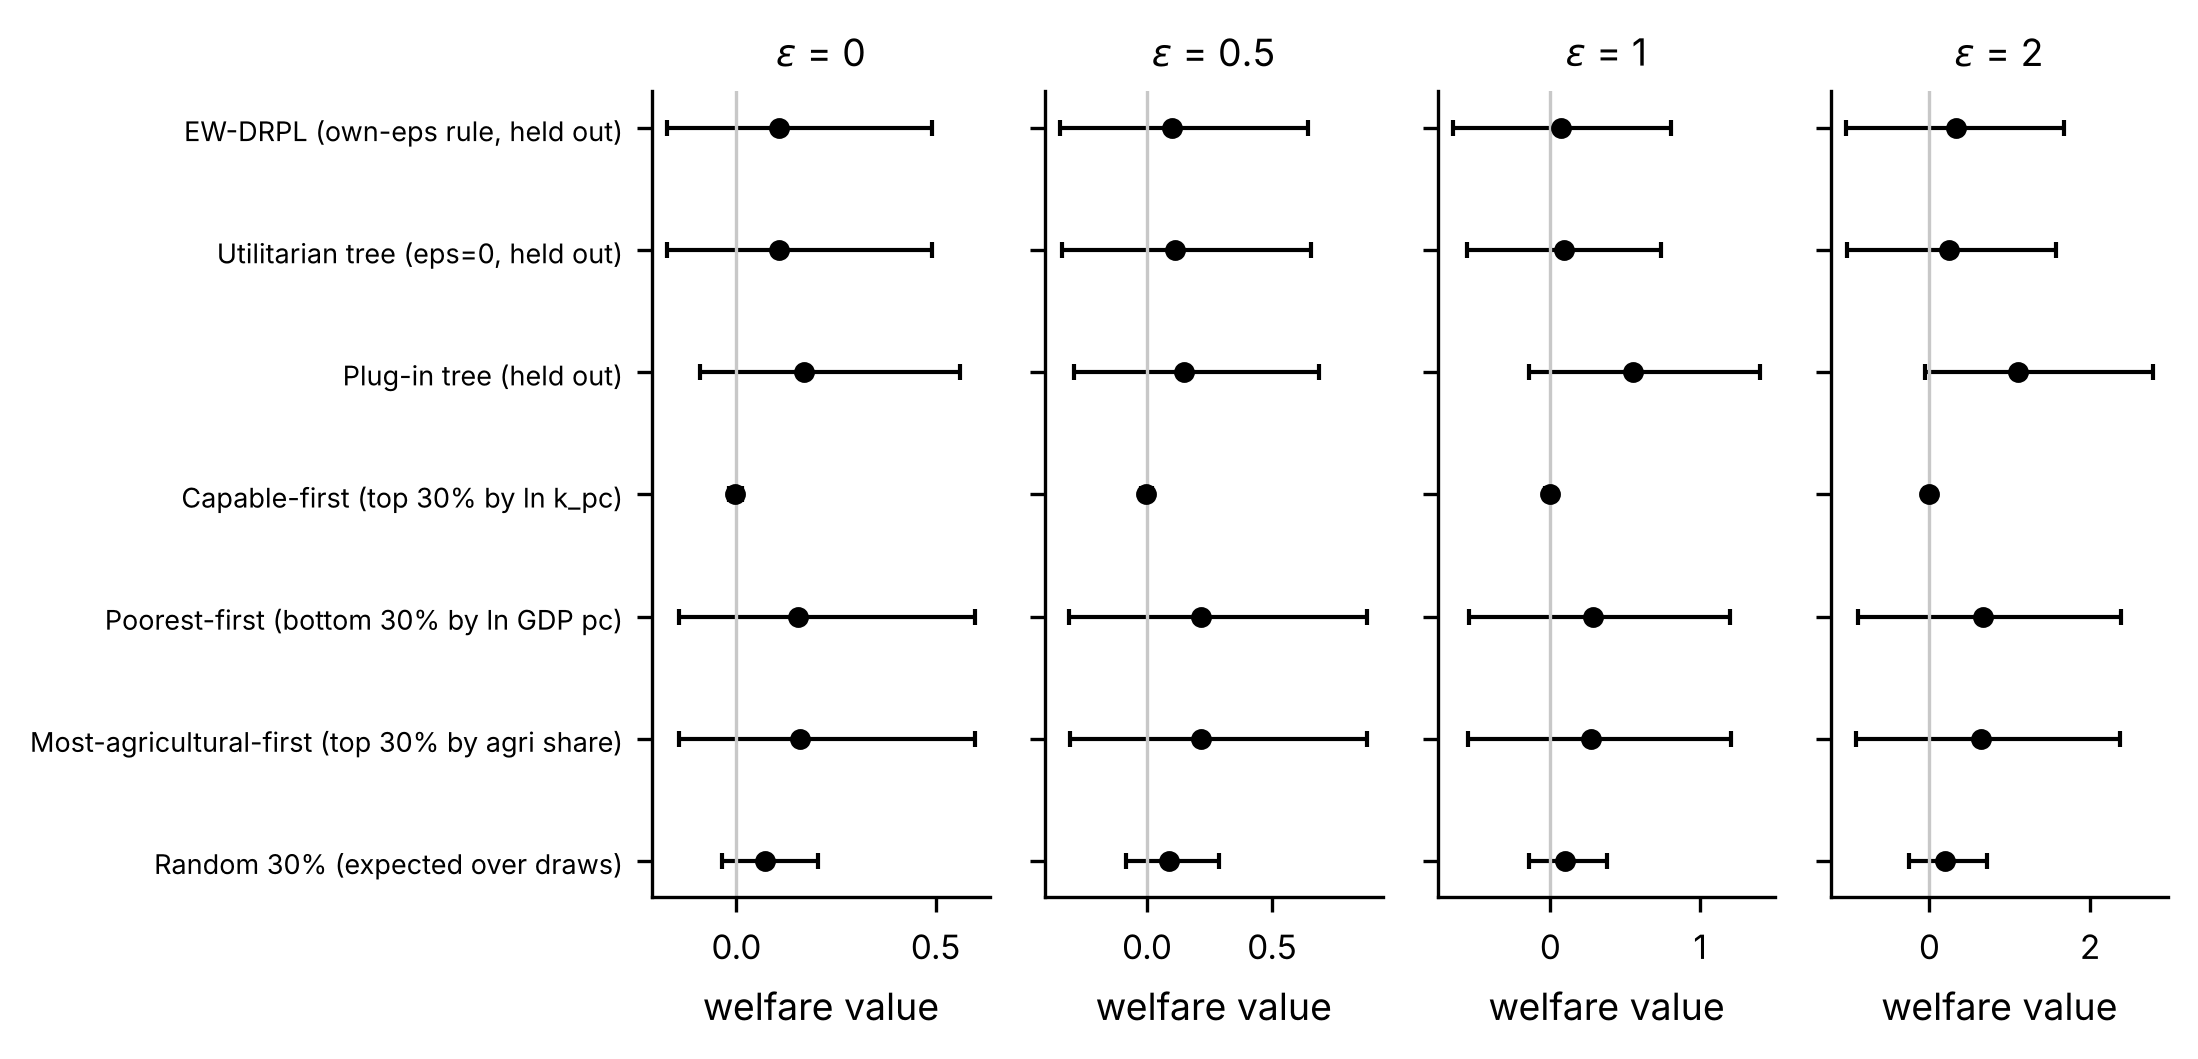 ε = 0
ε = 0.5
ε = 1
ε = 2
EW-DRPL (own-eps rule, held out)
Utilitarian tree (eps=0, held out)
Plug-in tree (held out)
Capable-first (top 30% by ln k_pc)
Poorest-first (bottom 30% by ln GDP pc)
Most-agricultural-first (top 30% by agri share)
Random 30% (expected over draws)
0.0 0.5
0.0 0.5
0 1
0 2
welfare value
welfare value
welfare value
welfare value